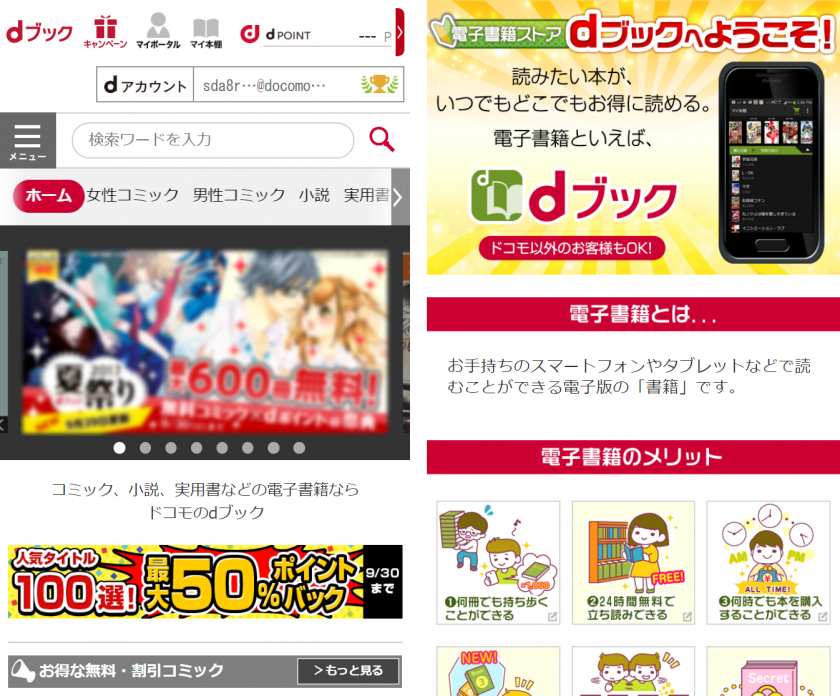 dブック
キャンペーン
マイポータル
マイ本棚
d POINT
--- P
dアカウント
sda8r…@docomo…
メニュー
検索ワードを入力
ホーム
女性コミック
男性コミック
小説
実用書
2017
夏祭り
最大600冊無料!
無料コミック×dポイントの祭典
NEW
9月29日更新
コミック、小説、実用書などの電子書籍なら
ドコモのdブック
人気タイトル
100選!
最大50%ポイントバック
9/30
まで
お得な無料・割引コミック
>もっと見る
電子書籍ストア dブックへようこそ!
読みたい本が、
いつでもどこでもお得に読める。
電子書籍といえば、
dブック
ドコモ以外のお客様もOK!
マイ本棚
電子書籍とは...
お手持ちのスマートフォンやタブレットなどで読
むことができる電子版の「書籍」です。
電子書籍のメリット
❶何冊でも持ち歩く
ことができる
FREE!
❷24時間無料で
立ち読みできる
AM
PM
ALL TIME!
❸何時でも本を購入
することができる
NEW!
Secret